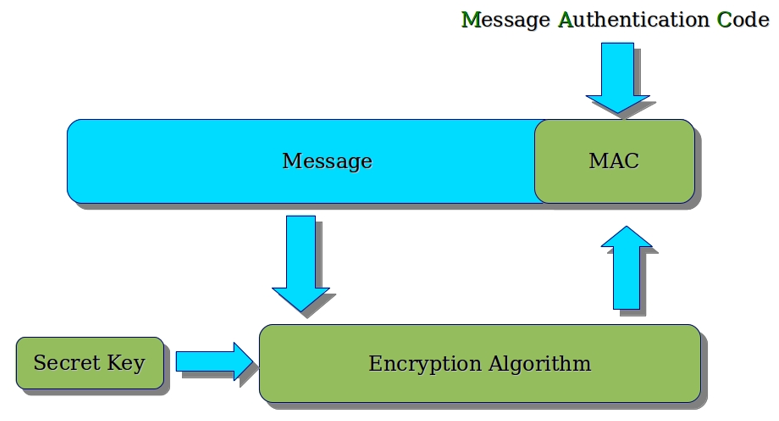 Message Authentication Code
Message
MAC
Secret Key
Encryption Algorithm